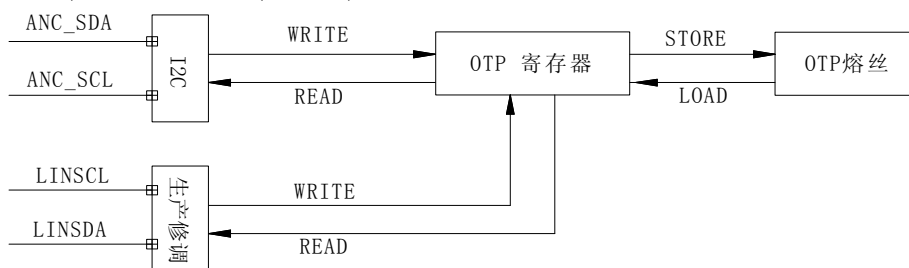 ANC_SDA
WRITE
STORE
I2C
OTP 寄存器
OTP熔丝
ANC_SCL
READ
LOAD
LINSCL
生产修调
WRITE
LINSDA
READ